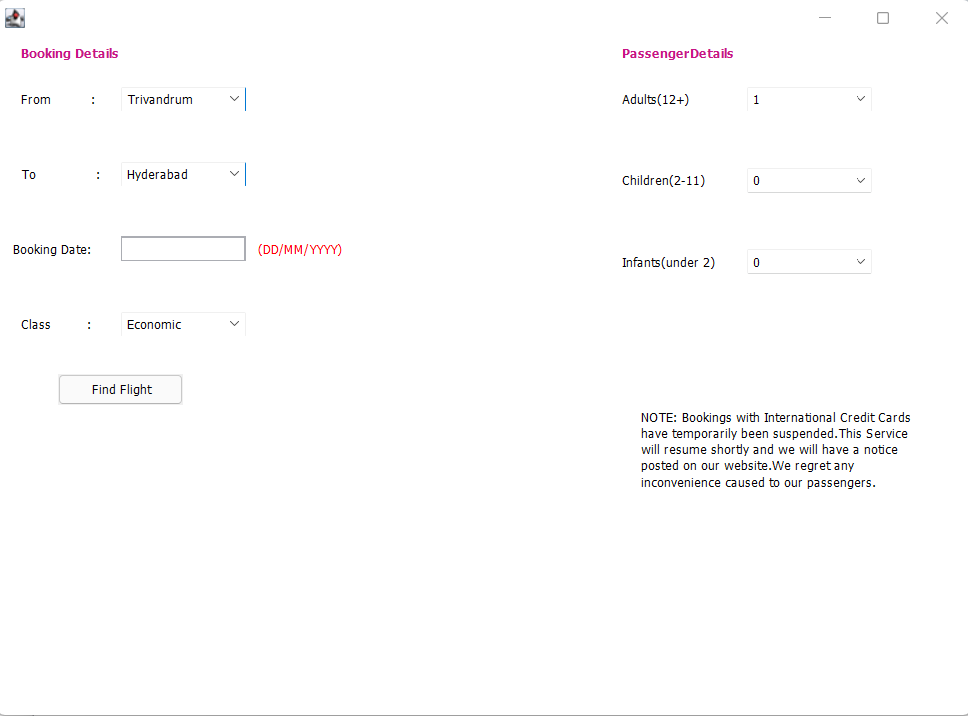 Booking Details
From :
Trivandrum
To :
Hyderabad
Booking Date:
(DD/MM/YYYY)
Class :
Economic
Find Flight
PassengerDetails
Adults(12+)
1
Children(2-11)
0
Infants(under 2)
0
NOTE: Bookings with International Credit Cards
have temporarily been suspended.This Service
will resume shortly and we will have a notice
posted on our website.We regret any
inconvenience caused to our passengers.